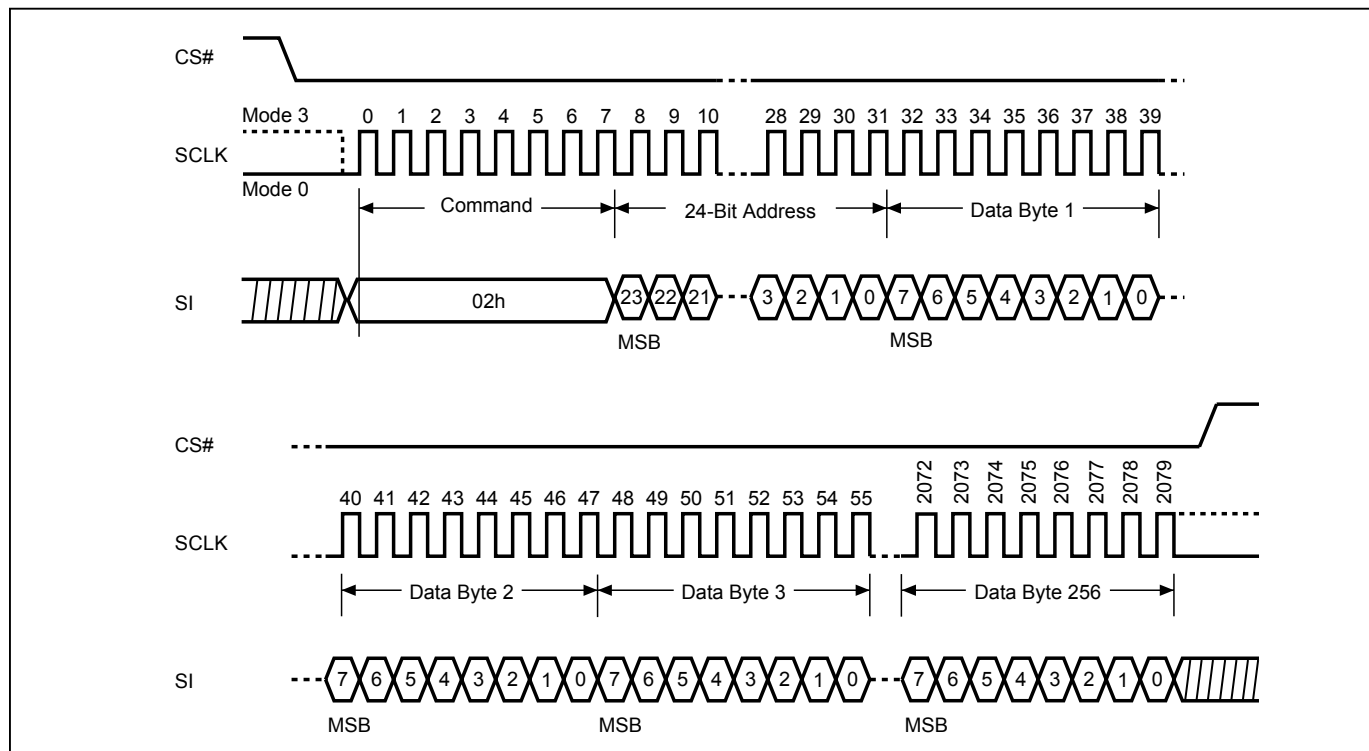 CS#
Mode 3
0 1 2 3 4 5 6 7 8 9 10 28 29 30 31 32 33 34 35 36 37 38 39
SCLK
Mode 0
Command
24-Bit Address
Data Byte 1
SI
02h
23 22 21 3 2 1 0 7 6 5 4 3 2 1 0
MSB
MSB
CS#
40 41 42 43 44 45 46 47 48 49 50 51 52 53 54 55 2072 2073 2074 2075 2076 2077 2078 2079
SCLK
Data Byte 2
Data Byte 3
Data Byte 256
SI
7 6 5 4 3 2 1 0 7 6 5 4 3 2 1 0 7 6 5 4 3 2 1 0
MSB
MSB
MSB